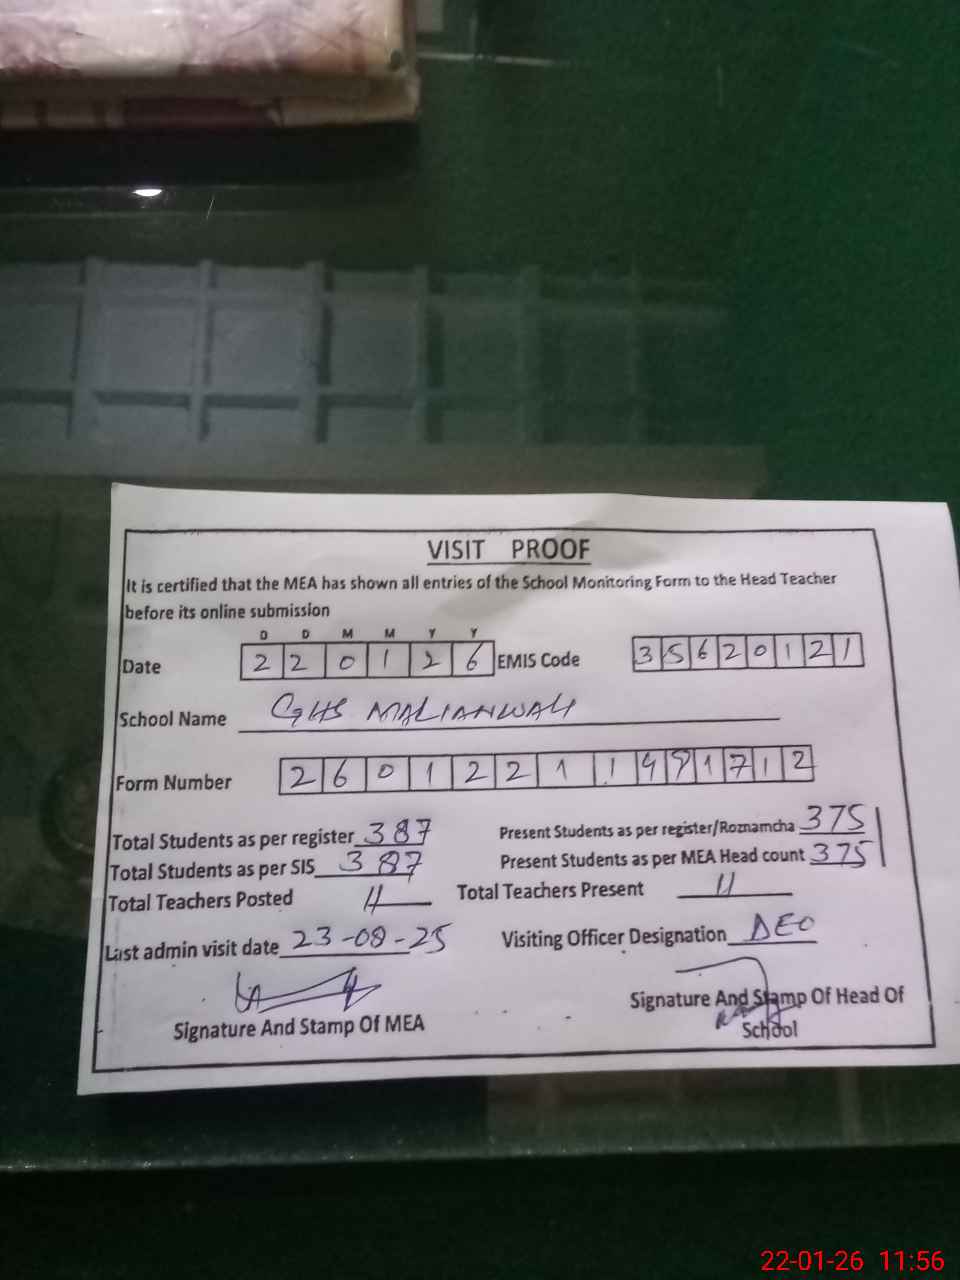 VISIT PROOF
It is certified that the MEA has shown all entries of the School Monitoring Form to the Head Teacher
before its online submission
D D M M Y Y
Date 2 2 0 1 2 6 EMIS Code 3 5 6 2 0 1 2 1
School Name GHS MALIANWALI
Form Number 2 6 0 1 2 2 1 1 4 9 1 7 1 2
Total Students as per register 387 Present Students as per register/Roznamcha 375
Total Students as per SIS 387 Present Students as per MEA Head count 375
Total Teachers Posted 11 Total Teachers Present 11
Last admin visit date 23-08-25 Visiting Officer Designation DEO
Signature And Stamp Of MEA Signature And Stamp Of Head Of
School
22-01-26 11:56